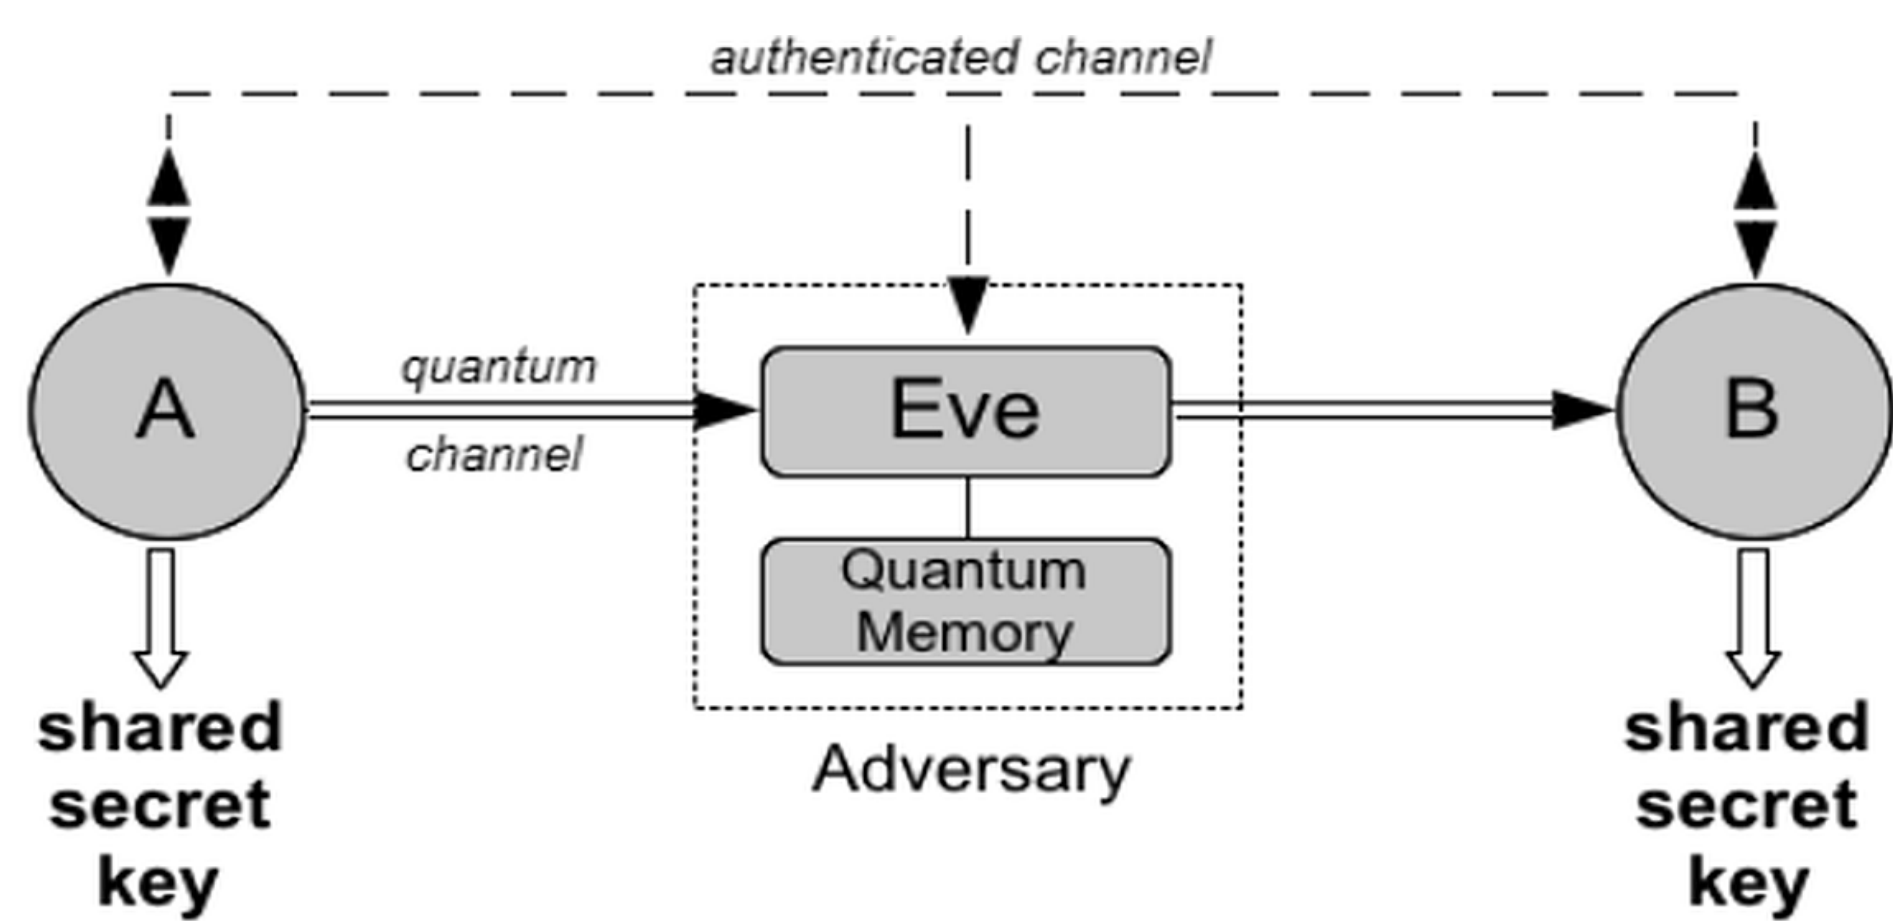 authenticated channel
quantum
channel
A
Eve
B
Quantum
Memory
Adversary
shared
secret
key
shared
secret
key